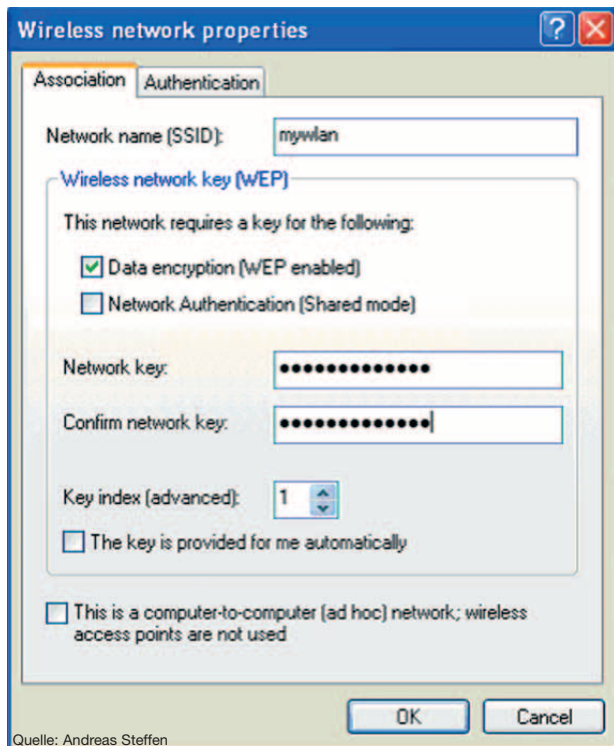 Wireless network properties
?
Association
Authentication
Network name (SSID):
mywlan
Wireless network key (WEP)
This network requires a key for the following:
Data encryption (WEP enabled)
Network Authentication (Shared mode)
Network key:
•••••••••••••
Confirm network key:
•••••••••••••
Key index (advanced):
1
The key is provided for me automatically
This is a computer-to-computer (ad hoc) network; wireless
access points are not used
OK
Cancel
Quelle: Andreas Steffen